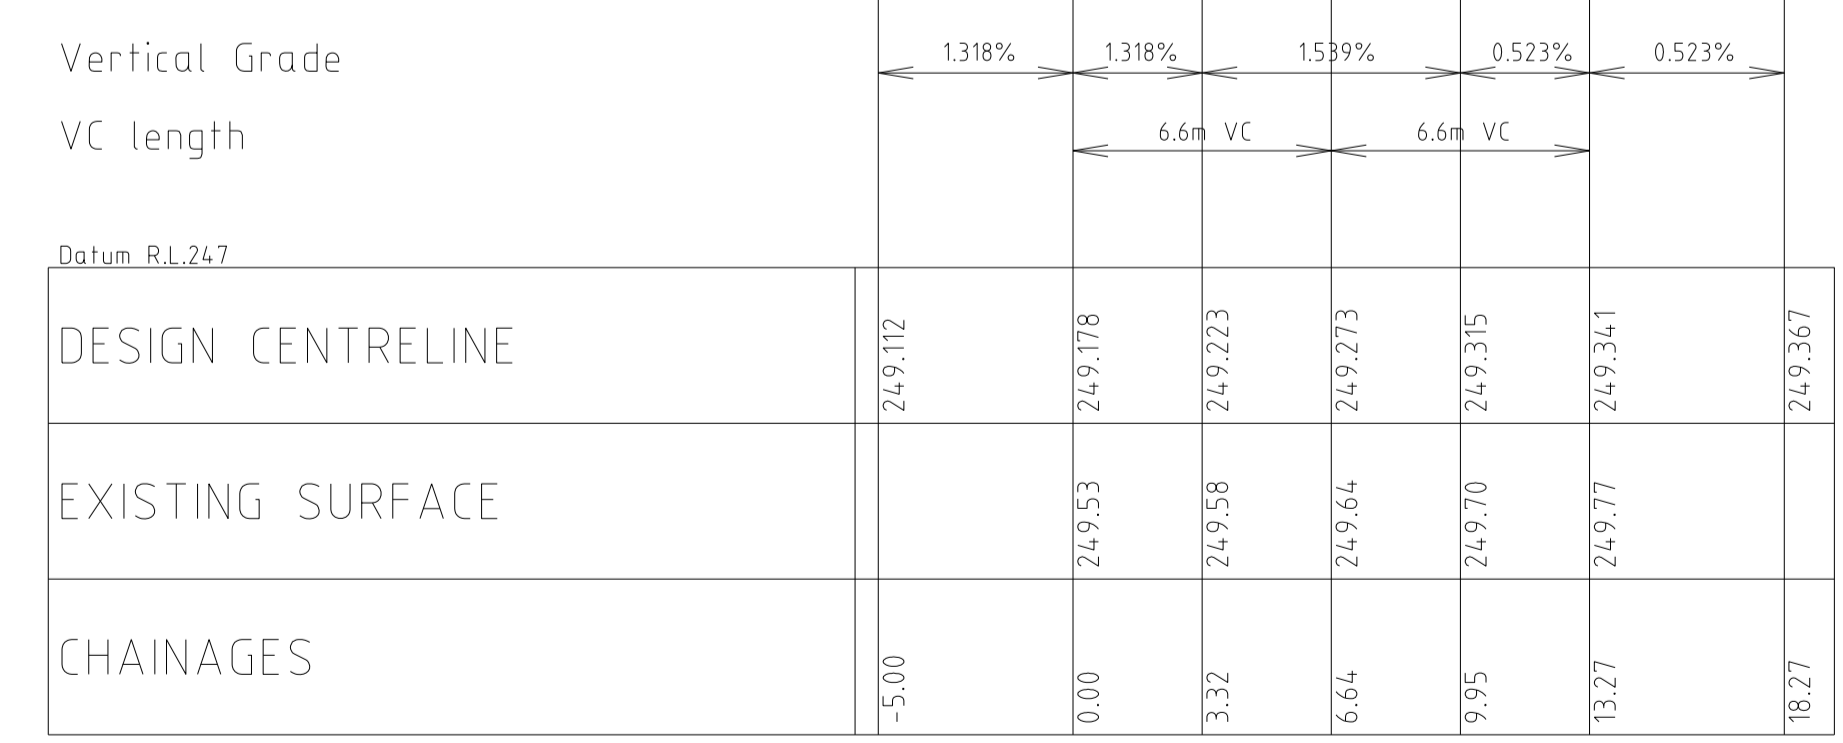 Vertical Grade 1.318% 1.318% 1.539% 0.523% 0.523%
VC length 6.6m VC 6.6m VC
Datum R.L.247
DESIGN CENTRELINE 249.112 249.178 249.223 249.273 249.315 249.341 249.367
EXISTING SURFACE 249.53 249.58 249.64 249.70 249.77
CHAINAGES -5.00 0.00 3.32 6.64 9.95 13.27 18.27